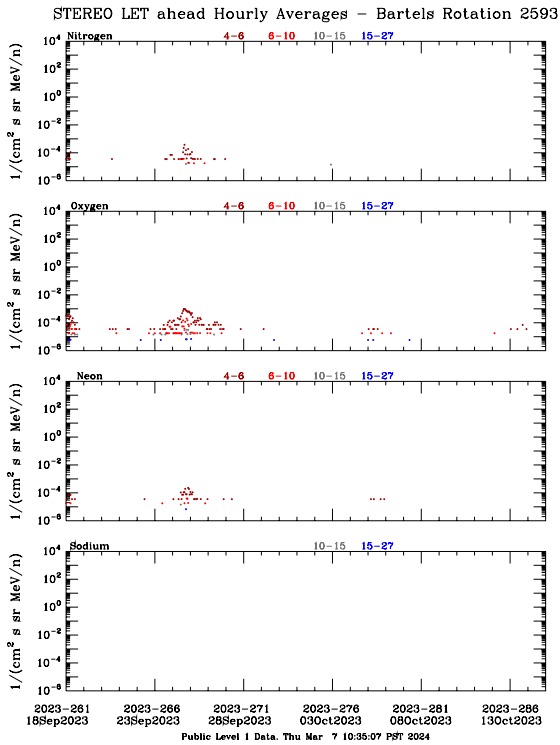 STEREO LET ahead Hourly Averages - Bartels Rotation 2593
Nitrogen 4-6 6-10 10-15 15-27
10^4
10^2
10^0
10^-2
10^-4
10^-6
1/(cm^2 s sr MeV/n)
Oxygen 4-6 6-10 10-15 15-27
10^4
10^2
10^0
10^-2
10^-4
10^-6
1/(cm^2 s sr MeV/n)
Neon 4-6 6-10 10-15 15-27
10^4
10^2
10^0
10^-2
10^-4
10^-6
1/(cm^2 s sr MeV/n)
Sodium 10-15 15-27
10^4
10^2
10^0
10^-2
10^-4
10^-6
1/(cm^2 s sr MeV/n)
2023-261 2023-266 2023-271 2023-276 2023-281 2023-286
18Sep2023 23Sep2023 28Sep2023 03Oct2023 08Oct2023 13Oct2023
Public Level 1 Data, Thu Mar 7 10:35:07 PST 2024